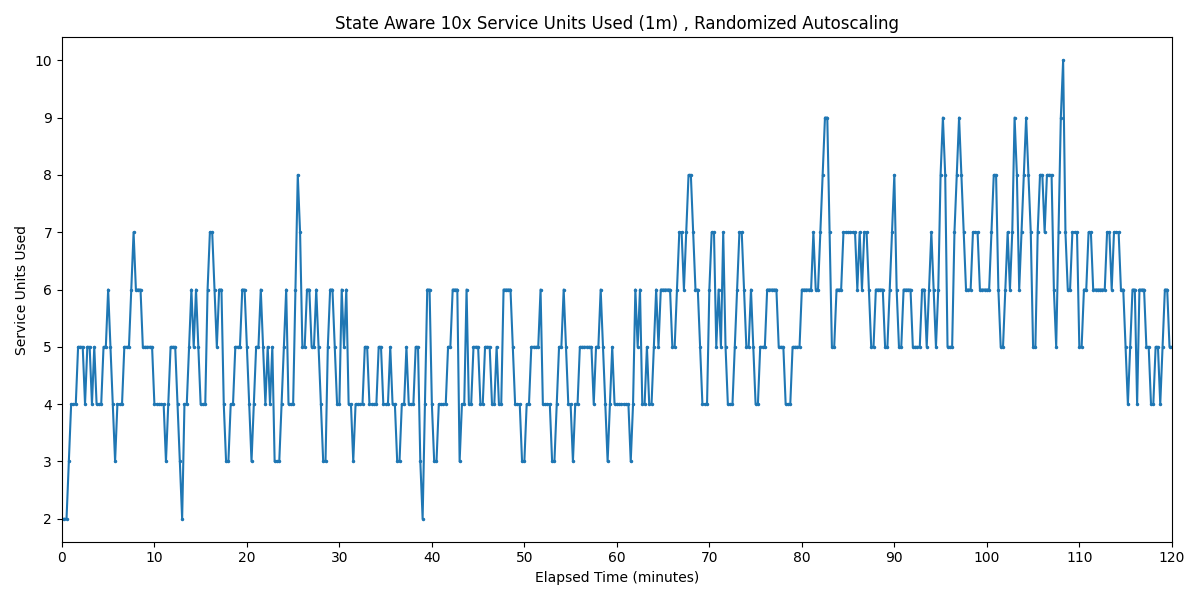 State Aware 10x Service Units Used (1m) , Randomized Autoscaling
Service Units Used
10
9
8
7
6
5
4
3
2
0 10 20 30 40 50 60 70 80 90 100 110 120
Elapsed Time (minutes)